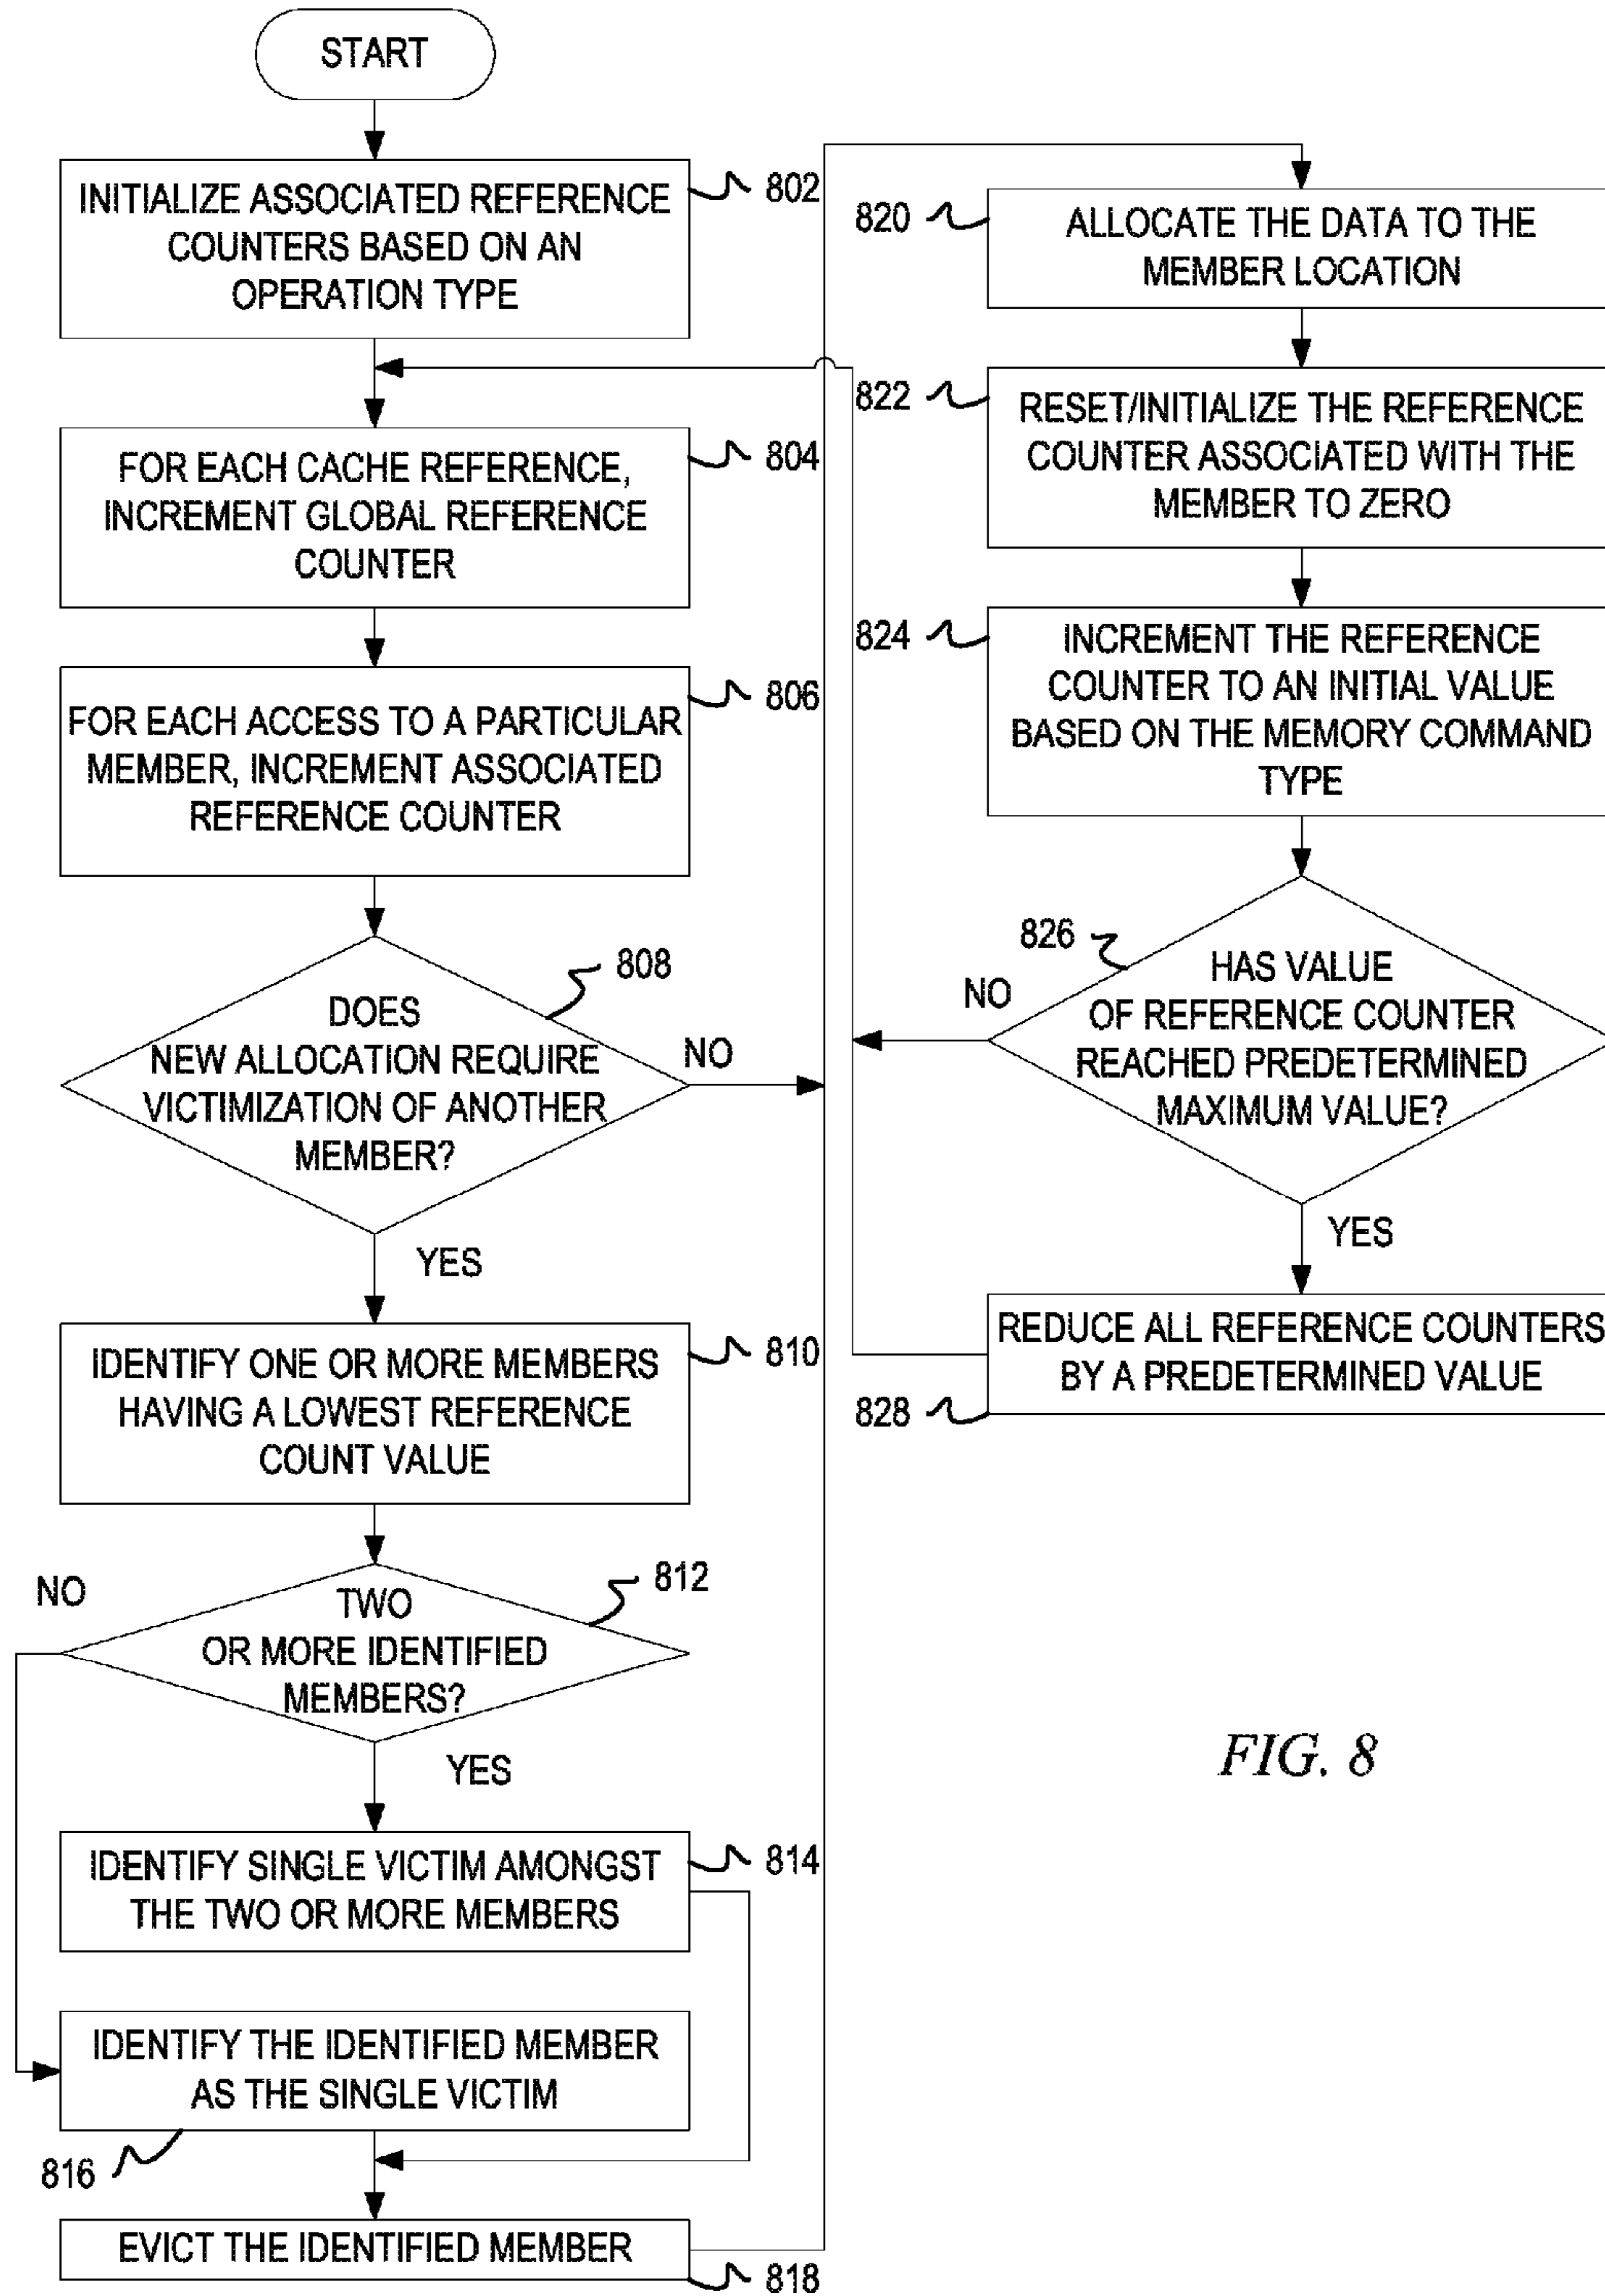 START
INITIALIZE ASSOCIATED REFERENCE
COUNTERS BASED ON AN
OPERATION TYPE
802
FOR EACH CACHE REFERENCE,
INCREMENT GLOBAL REFERENCE
COUNTER
804
FOR EACH ACCESS TO A PARTICULAR
MEMBER, INCREMENT ASSOCIATED
REFERENCE COUNTER
806
DOES
NEW ALLOCATION REQUIRE
VICTIMIZATION OF ANOTHER
MEMBER?
808
NO
YES
IDENTIFY ONE OR MORE MEMBERS
HAVING A LOWEST REFERENCE
COUNT VALUE
810
NO
TWO
OR MORE IDENTIFIED
MEMBERS?
812
YES
IDENTIFY SINGLE VICTIM AMONGST
THE TWO OR MORE MEMBERS
814
IDENTIFY THE IDENTIFIED MEMBER
AS THE SINGLE VICTIM
816
EVICT THE IDENTIFIED MEMBER
818
820
ALLOCATE THE DATA TO THE
MEMBER LOCATION
822
RESET/INITIALIZE THE REFERENCE
COUNTER ASSOCIATED WITH THE
MEMBER TO ZERO
824
INCREMENT THE REFERENCE
COUNTER TO AN INITIAL VALUE
BASED ON THE MEMORY COMMAND
TYPE
826
NO
HAS VALUE
OF REFERENCE COUNTER
REACHED PREDETERMINED
MAXIMUM VALUE?
YES
REDUCE ALL REFERENCE COUNTERS
BY A PREDETERMINED VALUE
828
FIG. 8